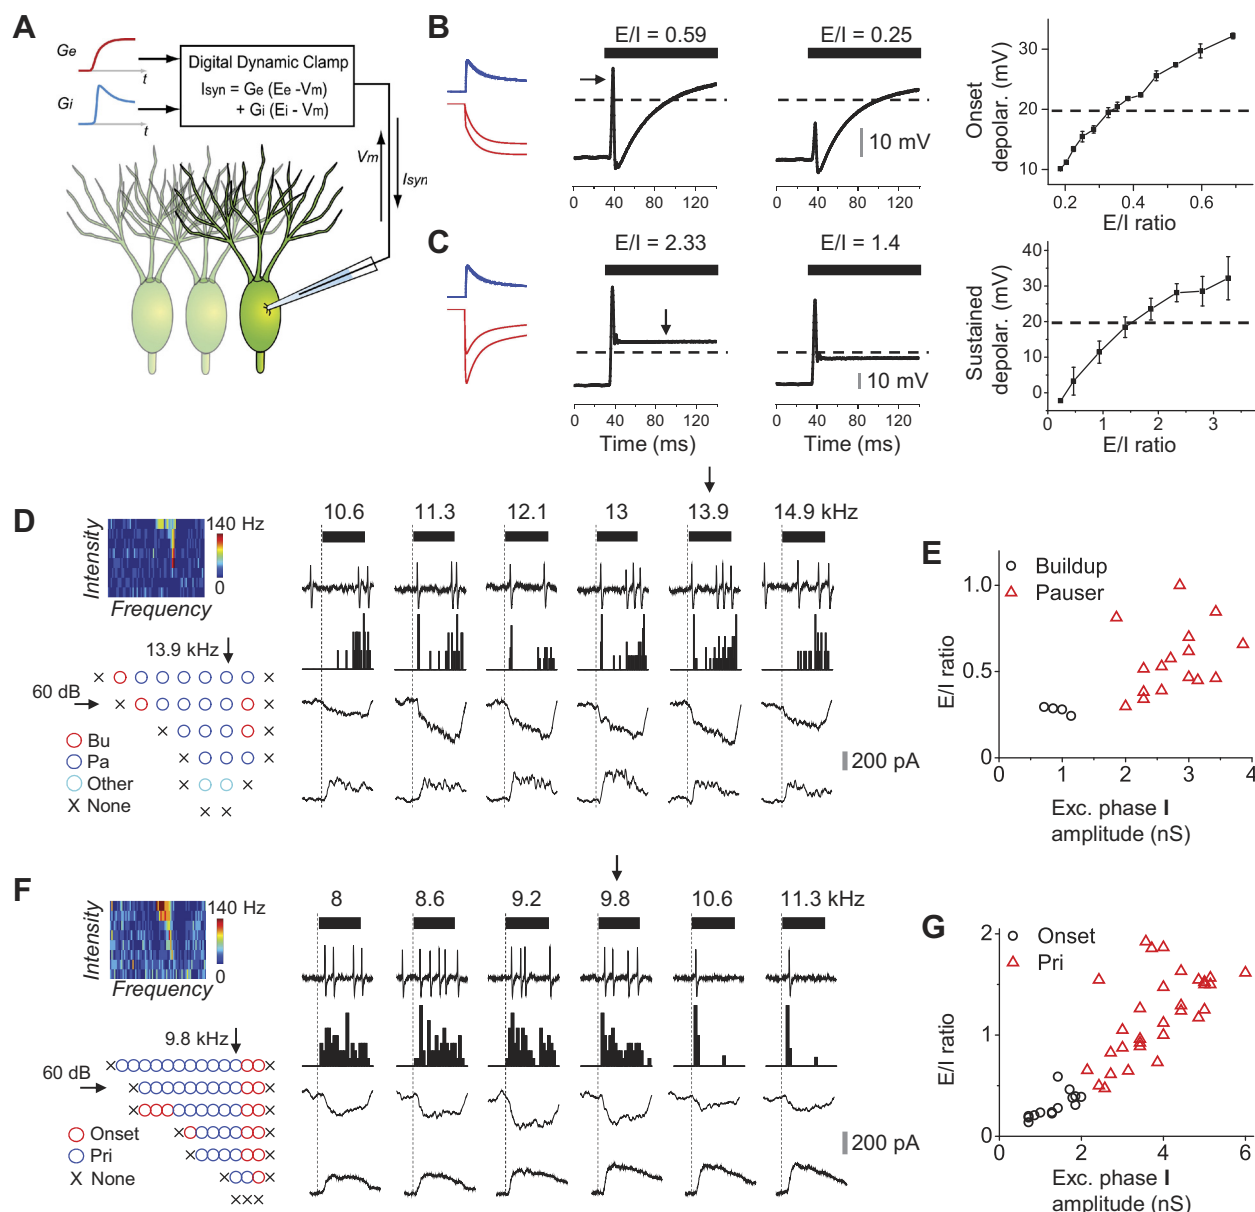 A
Ge
t
Gi
t
Digital Dynamic Clamp
Isyn = Ge (Ee -Vm)
+ Gi (Ei - Vm)
Vm
Isyn
B
E/I = 0.59
E/I = 0.25
10 mV
0 40 80 120
0 40 80 120
Onset
depolar. (mV)
30
20
10
0.2 0.4 0.6
E/I ratio
C
E/I = 2.33
E/I = 1.4
10 mV
0 40 80 120
0 40 80 120
Time (ms)
Time (ms)
Sustained
depolar. (mV)
40
30
20
10
0
0 1 2 3
E/I ratio
D
Intensity
Frequency
140 Hz
0
10.6 11.3 12.1 13 13.9 14.9 kHz
13.9 kHz
60 dB
Bu
Pa
Other
X None
200 pA
E
Buildup
Pauser
E/I ratio
1.0
0.5
0
0 1 2 3 4
Exc. phase I
amplitude (nS)
F
Intensity
Frequency
140 Hz
0
8 8.6 9.2 9.8 10.6 11.3 kHz
9.8 kHz
60 dB
Onset
Pri
X None
200 pA
G
Onset
Pri
E/I ratio
2
1
0
0 2 4 6
Exc. phase I
amplitude (nS)